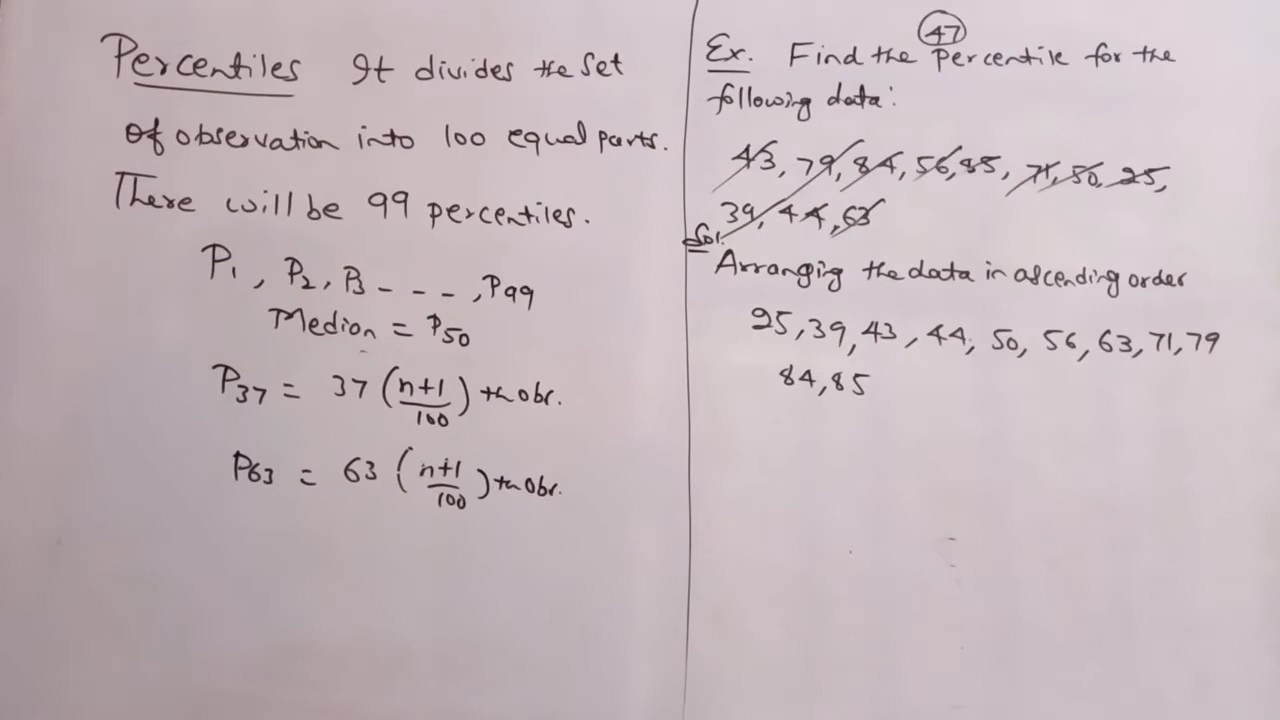 Percentiles It divides the set
of observation into 100 equal parts.
There will be 99 percentiles.
P1, P2, P3 - - - , P99
Median = P50
P37 = 37 (n+1/100) th obs.
P63 = 63 (n+1/100) th obs.
47
Ex. Find the percentile for the
following data:
43, 79, 84, 56, 85, 71, 50, 25,
39, 44, 63
Sol.
Arranging the data in ascending order
25, 39, 43, 44, 50, 56, 63, 71, 79
84, 85